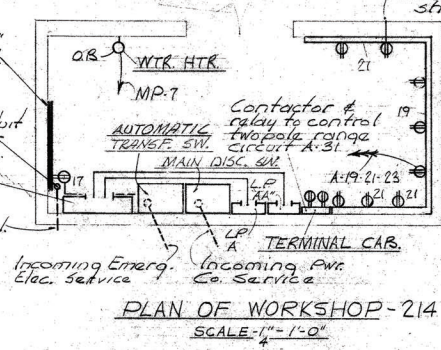 O.B.
WTR. HTR.
MP-7
21
19
Contactor &
relay to control
two pole range
circuit A-31
AUTOMATIC
TRANSF. SW.
MAIN DISC. SW.
A-19-21-23
17
L.P.
"AA"
21
21
L.P.
A
TERMINAL CAB.
Incoming Emerg.
Elec. Service
Incoming Pwr.
Co. Service
PLAN OF WORKSHOP-214
SCALE-1/4"=1'-0"